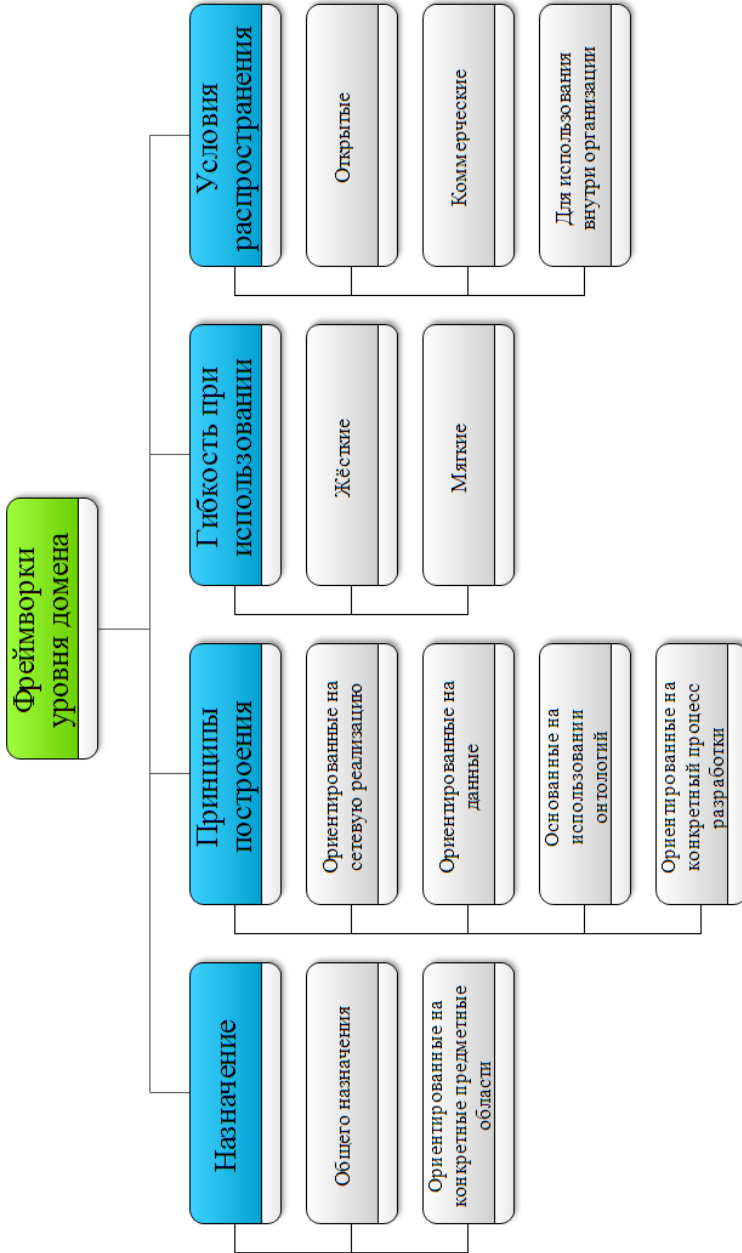 Фреймворки
уровня домена
Назначение
Общего назначения
Ориентированные на
конкретные предметные
области
Принципы
построения
Ориентированные на
сетевую реализацию
Ориентированные на
данные
Основанные на
использовании
онтологий
Ориентированные на
конкретный процесс
разработки
Гибкость при
использовании
Жёсткие
Мягкие
Условия
распространения
Открытые
Коммерческие
Для использования
внутри организации